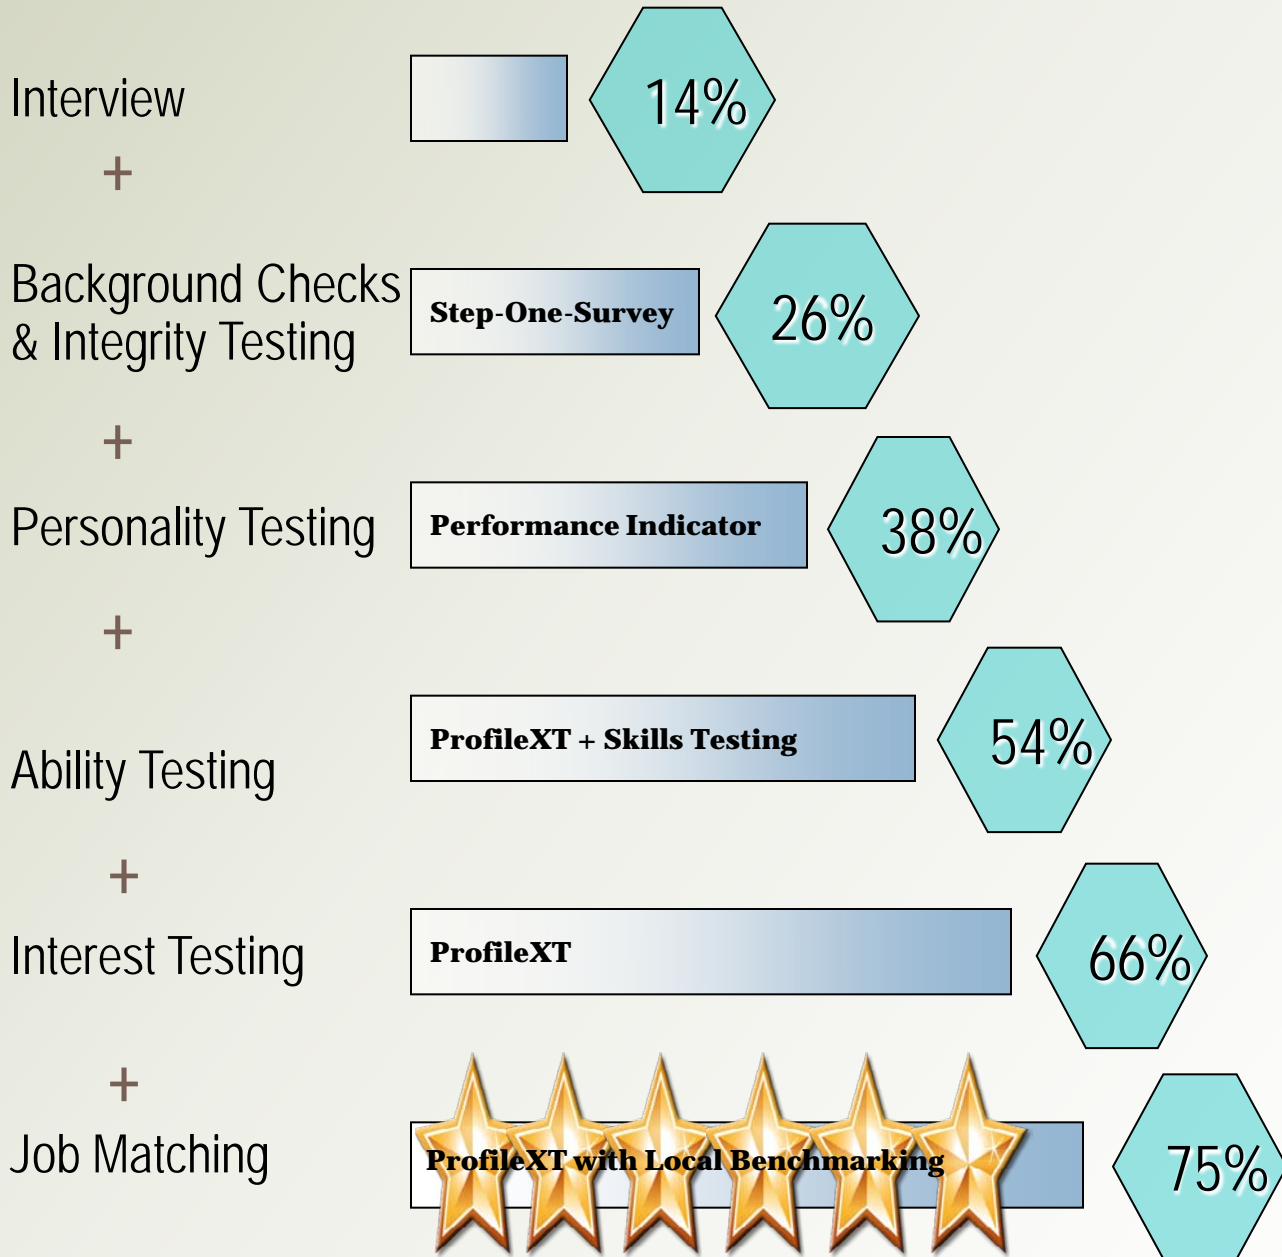 Interview
14%
+
Background Checks
& Integrity Testing
Step-One-Survey
26%
+
Personality Testing
Performance Indicator
38%
+
Ability Testing
ProfileXT + Skills Testing
54%
+
Interest Testing
ProfileXT
66%
+
Job Matching
ProfileXT with Local Benchmarking
75%